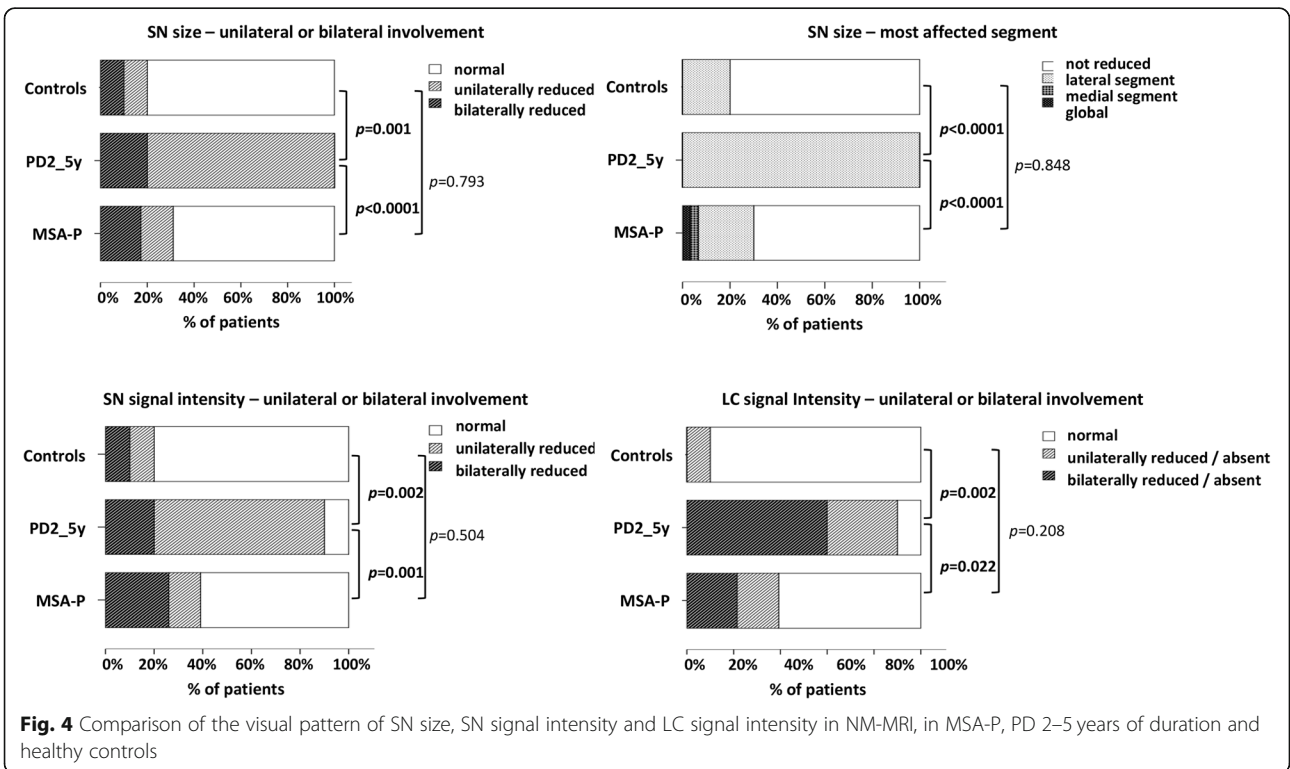 SN size – unilateral or bilateral involvement
normal
unilaterally reduced
bilaterally reduced
Controls
PD2_5y
MSA-P
p=0.001
p<0.0001
p=0.793
0% 20% 40% 60% 80% 100%
% of patients
SN size – most affected segment
not reduced
lateral segment
medial segment
global
Controls
PD2_5y
MSA-P
p<0.0001
p<0.0001
p=0.848
0% 20% 40% 60% 80% 100%
% of patients
SN signal intensity – unilateral or bilateral involvement
normal
unilaterally reduced
bilaterally reduced
Controls
PD2_5y
MSA-P
p=0.002
p=0.001
p=0.504
0% 20% 40% 60% 80% 100%
% of patients
LC signal Intensity – unilateral or bilateral involvement
normal
unilaterally reduced / absent
bilaterally reduced / absent
Controls
PD2_5y
MSA-P
p=0.002
p=0.022
p=0.208
0% 20% 40% 60% 80% 100%
% of patients
Fig. 4 Comparison of the visual pattern of SN size, SN signal intensity and LC signal intensity in NM-MRI, in MSA-P, PD 2–5 years of duration and
healthy controls